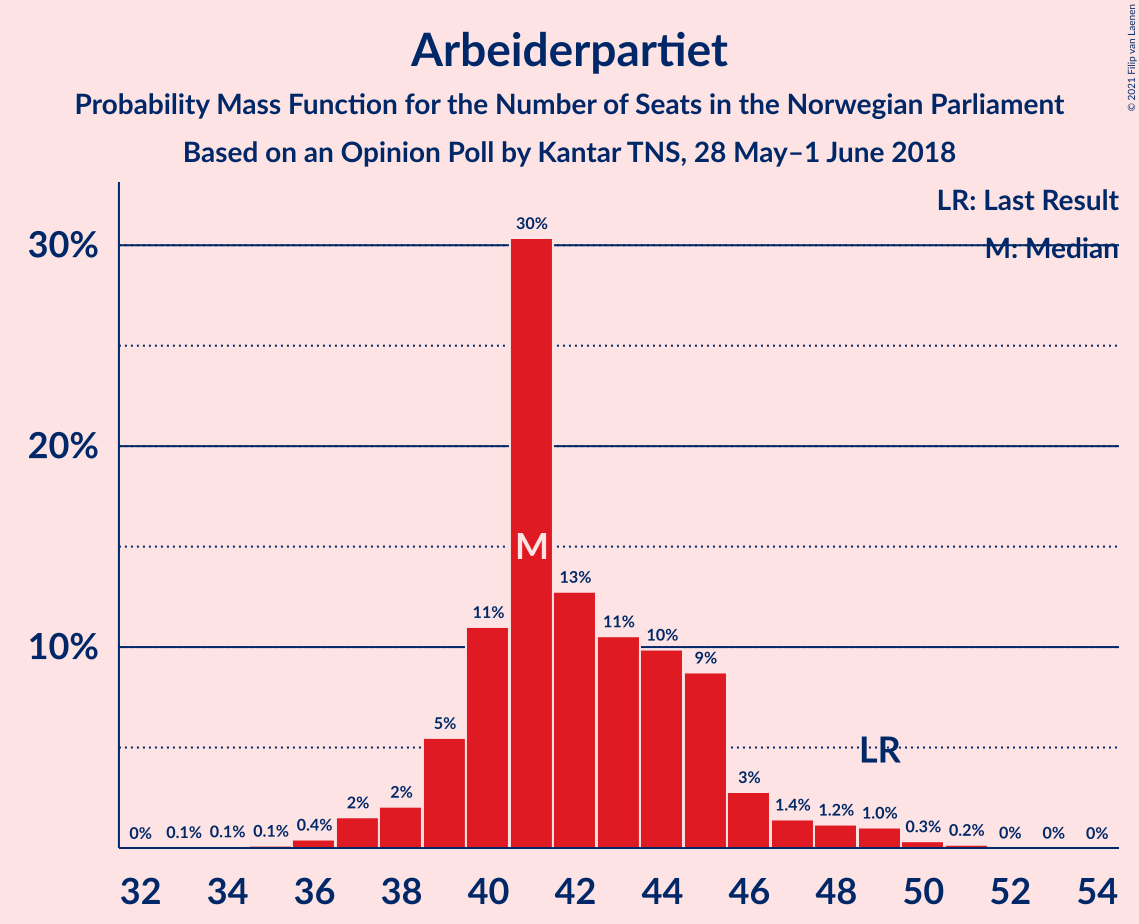 Arbeiderpartiet
Probability Mass Function for the Number of Seats in the Norwegian Parliament
Based on an Opinion Poll by Kantar TNS, 28 May–1 June 2018
© 2021 Filip van Laenen
LR: Last Result
M: Median
30%
20%
10%
0% 0.1% 0.1% 0.1% 0.4% 2% 2% 5% 11% 30% 13% 11% 10% 9% 3% 1.4% 1.2% 1.0% 0.3% 0.2% 0% 0% 0%
M
LR
32 34 36 38 40 42 44 46 48 50 52 54